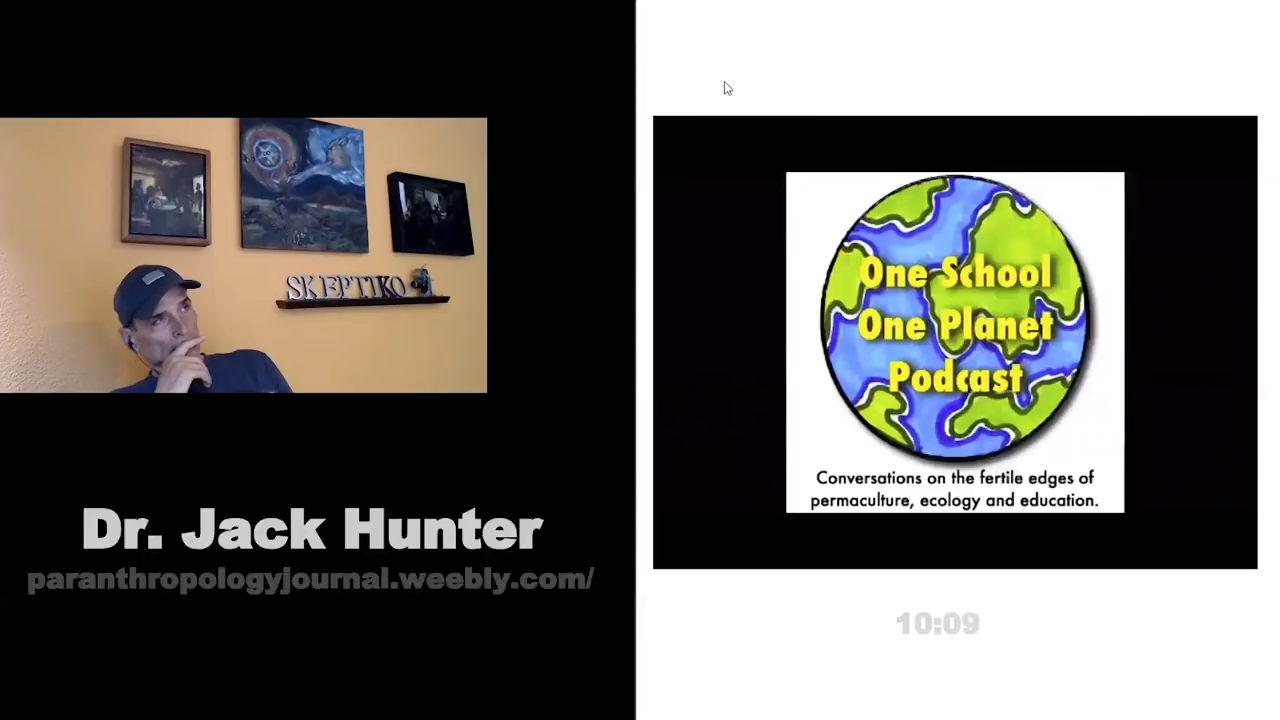 SKEPTIKO
Dr. Jack Hunter
paranthropologyjournal.weebly.com/
One School
One Planet
Podcast
Conversations on the fertile edges of
permaculture, ecology and education.
10:09